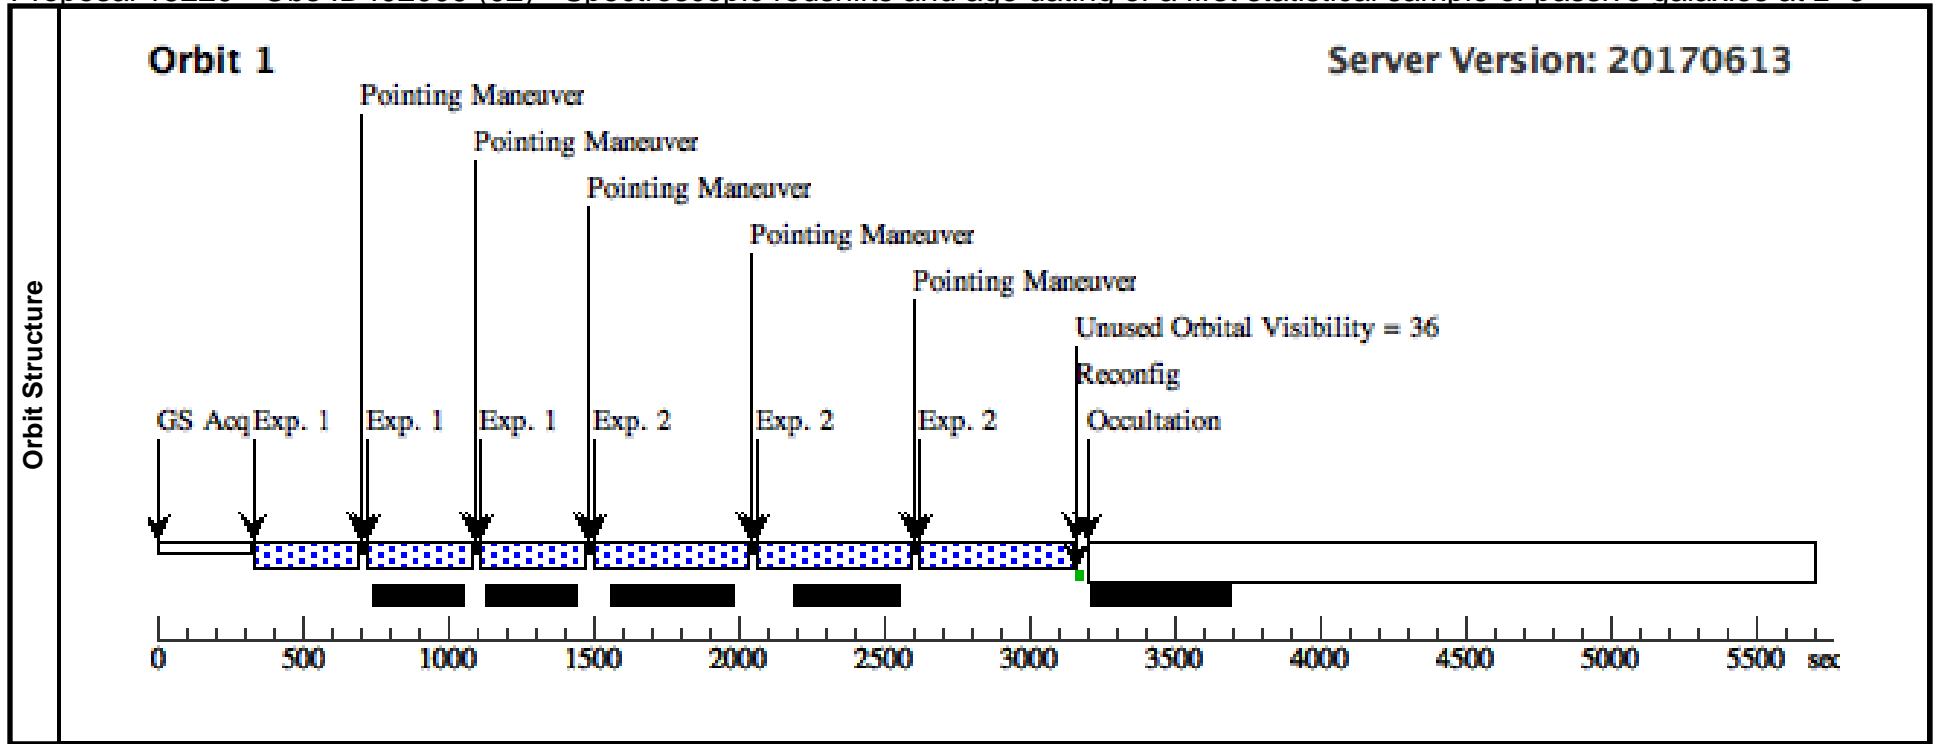 Orbit 1
Server Version: 20170613
Pointing Maneuver
Pointing Maneuver
Pointing Maneuver
Pointing Maneuver
Pointing Maneuver
Unused Orbital Visibility = 36
Reconfig
GS Acq Exp. 1 Exp. 1 Exp. 1 Exp. 2 Exp. 2 Exp. 2 Occultation
Orbit Structure
0 500 1000 1500 2000 2500 3000 3500 4000 4500 5000 5500 sec